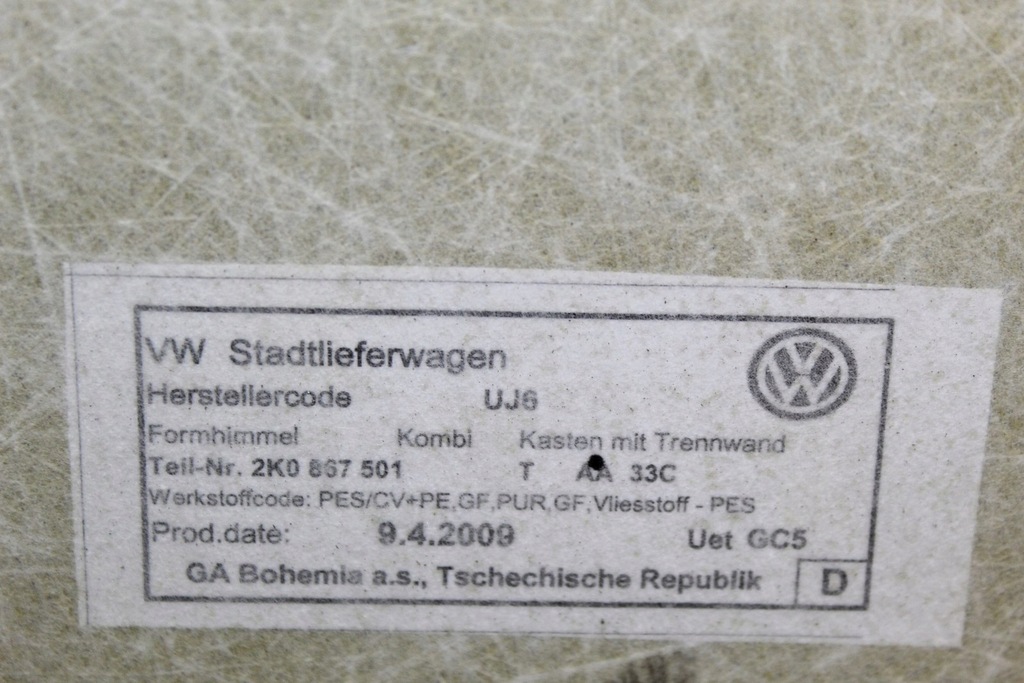 VW Stadtlieferwagen
Herstellercode UJ6
Formhimmel Kombi Kasten mit Trennwand
Teil-Nr. 2K0 867 501 T AA 33C
Werkstoffcode: PES/CV+PE,GF,PUR,GF,Vliesstoff - PES
Prod.date: 9.4.2009 Uet GC5
GA Bohemia a.s., Tschechische Republik D